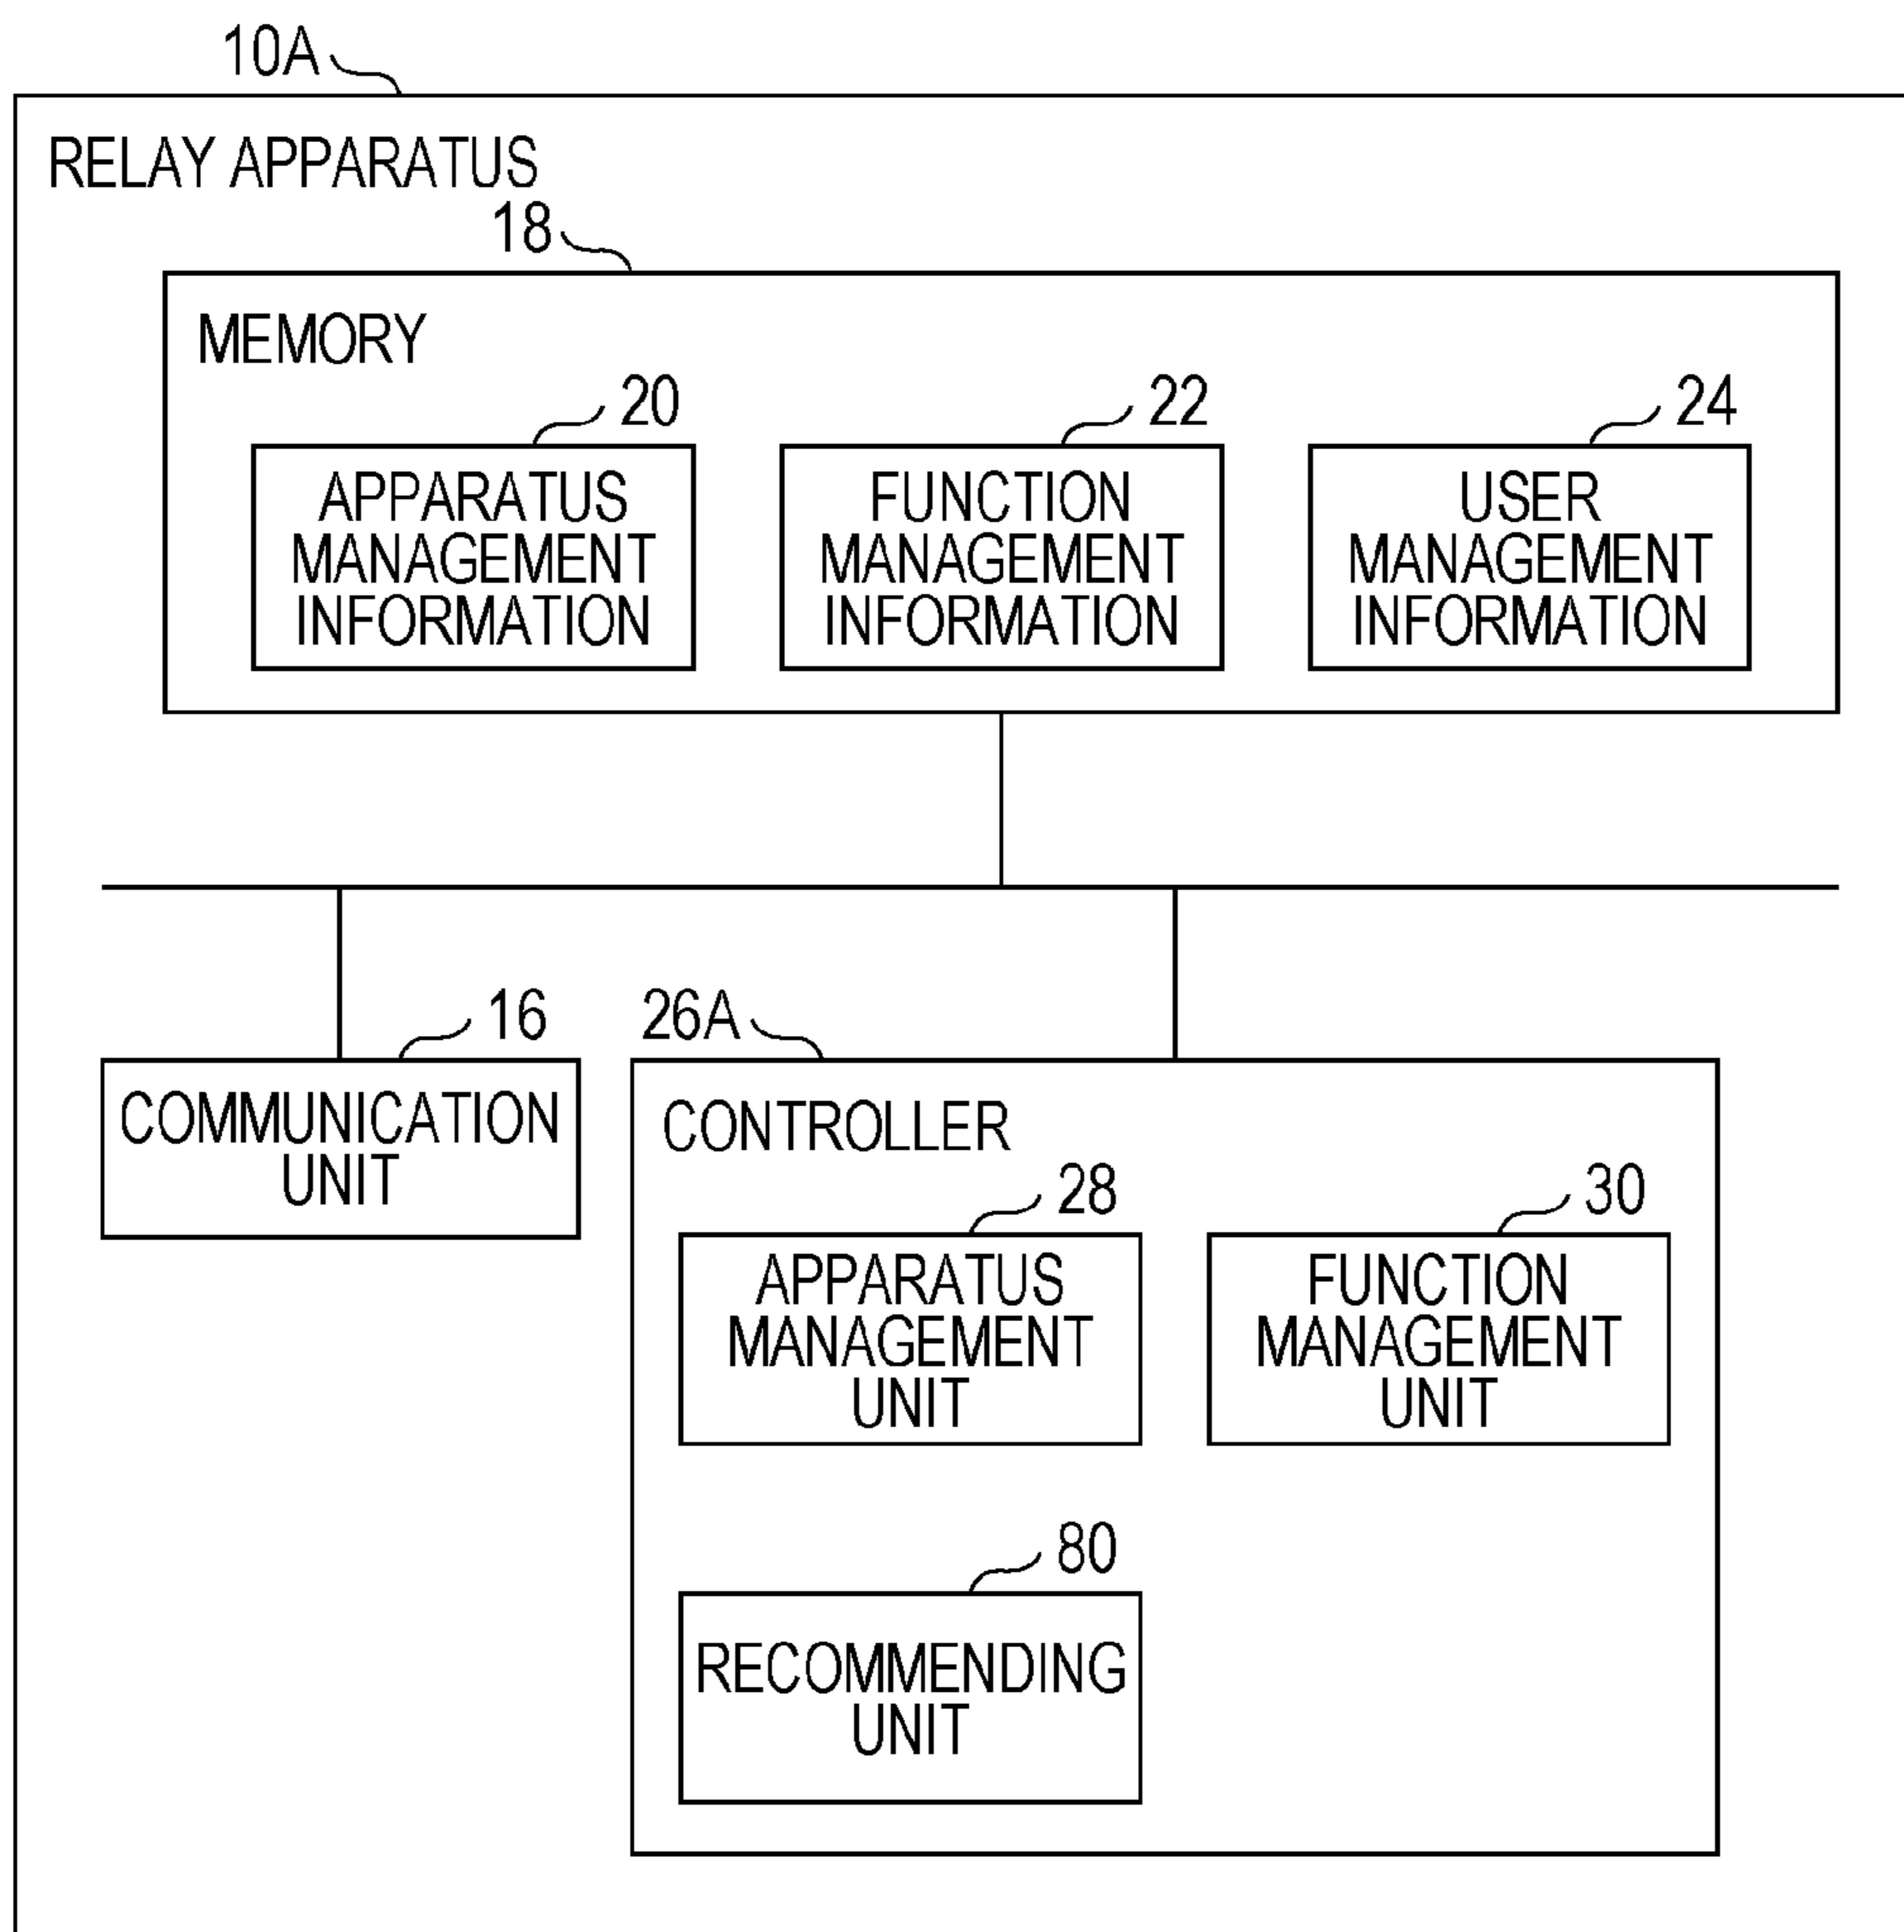 10A
RELAY APPARATUS
18
MEMORY
20
APPARATUS
MANAGEMENT
INFORMATION
22
FUNCTION
MANAGEMENT
INFORMATION
24
USER
MANAGEMENT
INFORMATION
16
COMMUNICATION
UNIT
26A
CONTROLLER
28
APPARATUS
MANAGEMENT
UNIT
30
FUNCTION
MANAGEMENT
UNIT
80
RECOMMENDING
UNIT